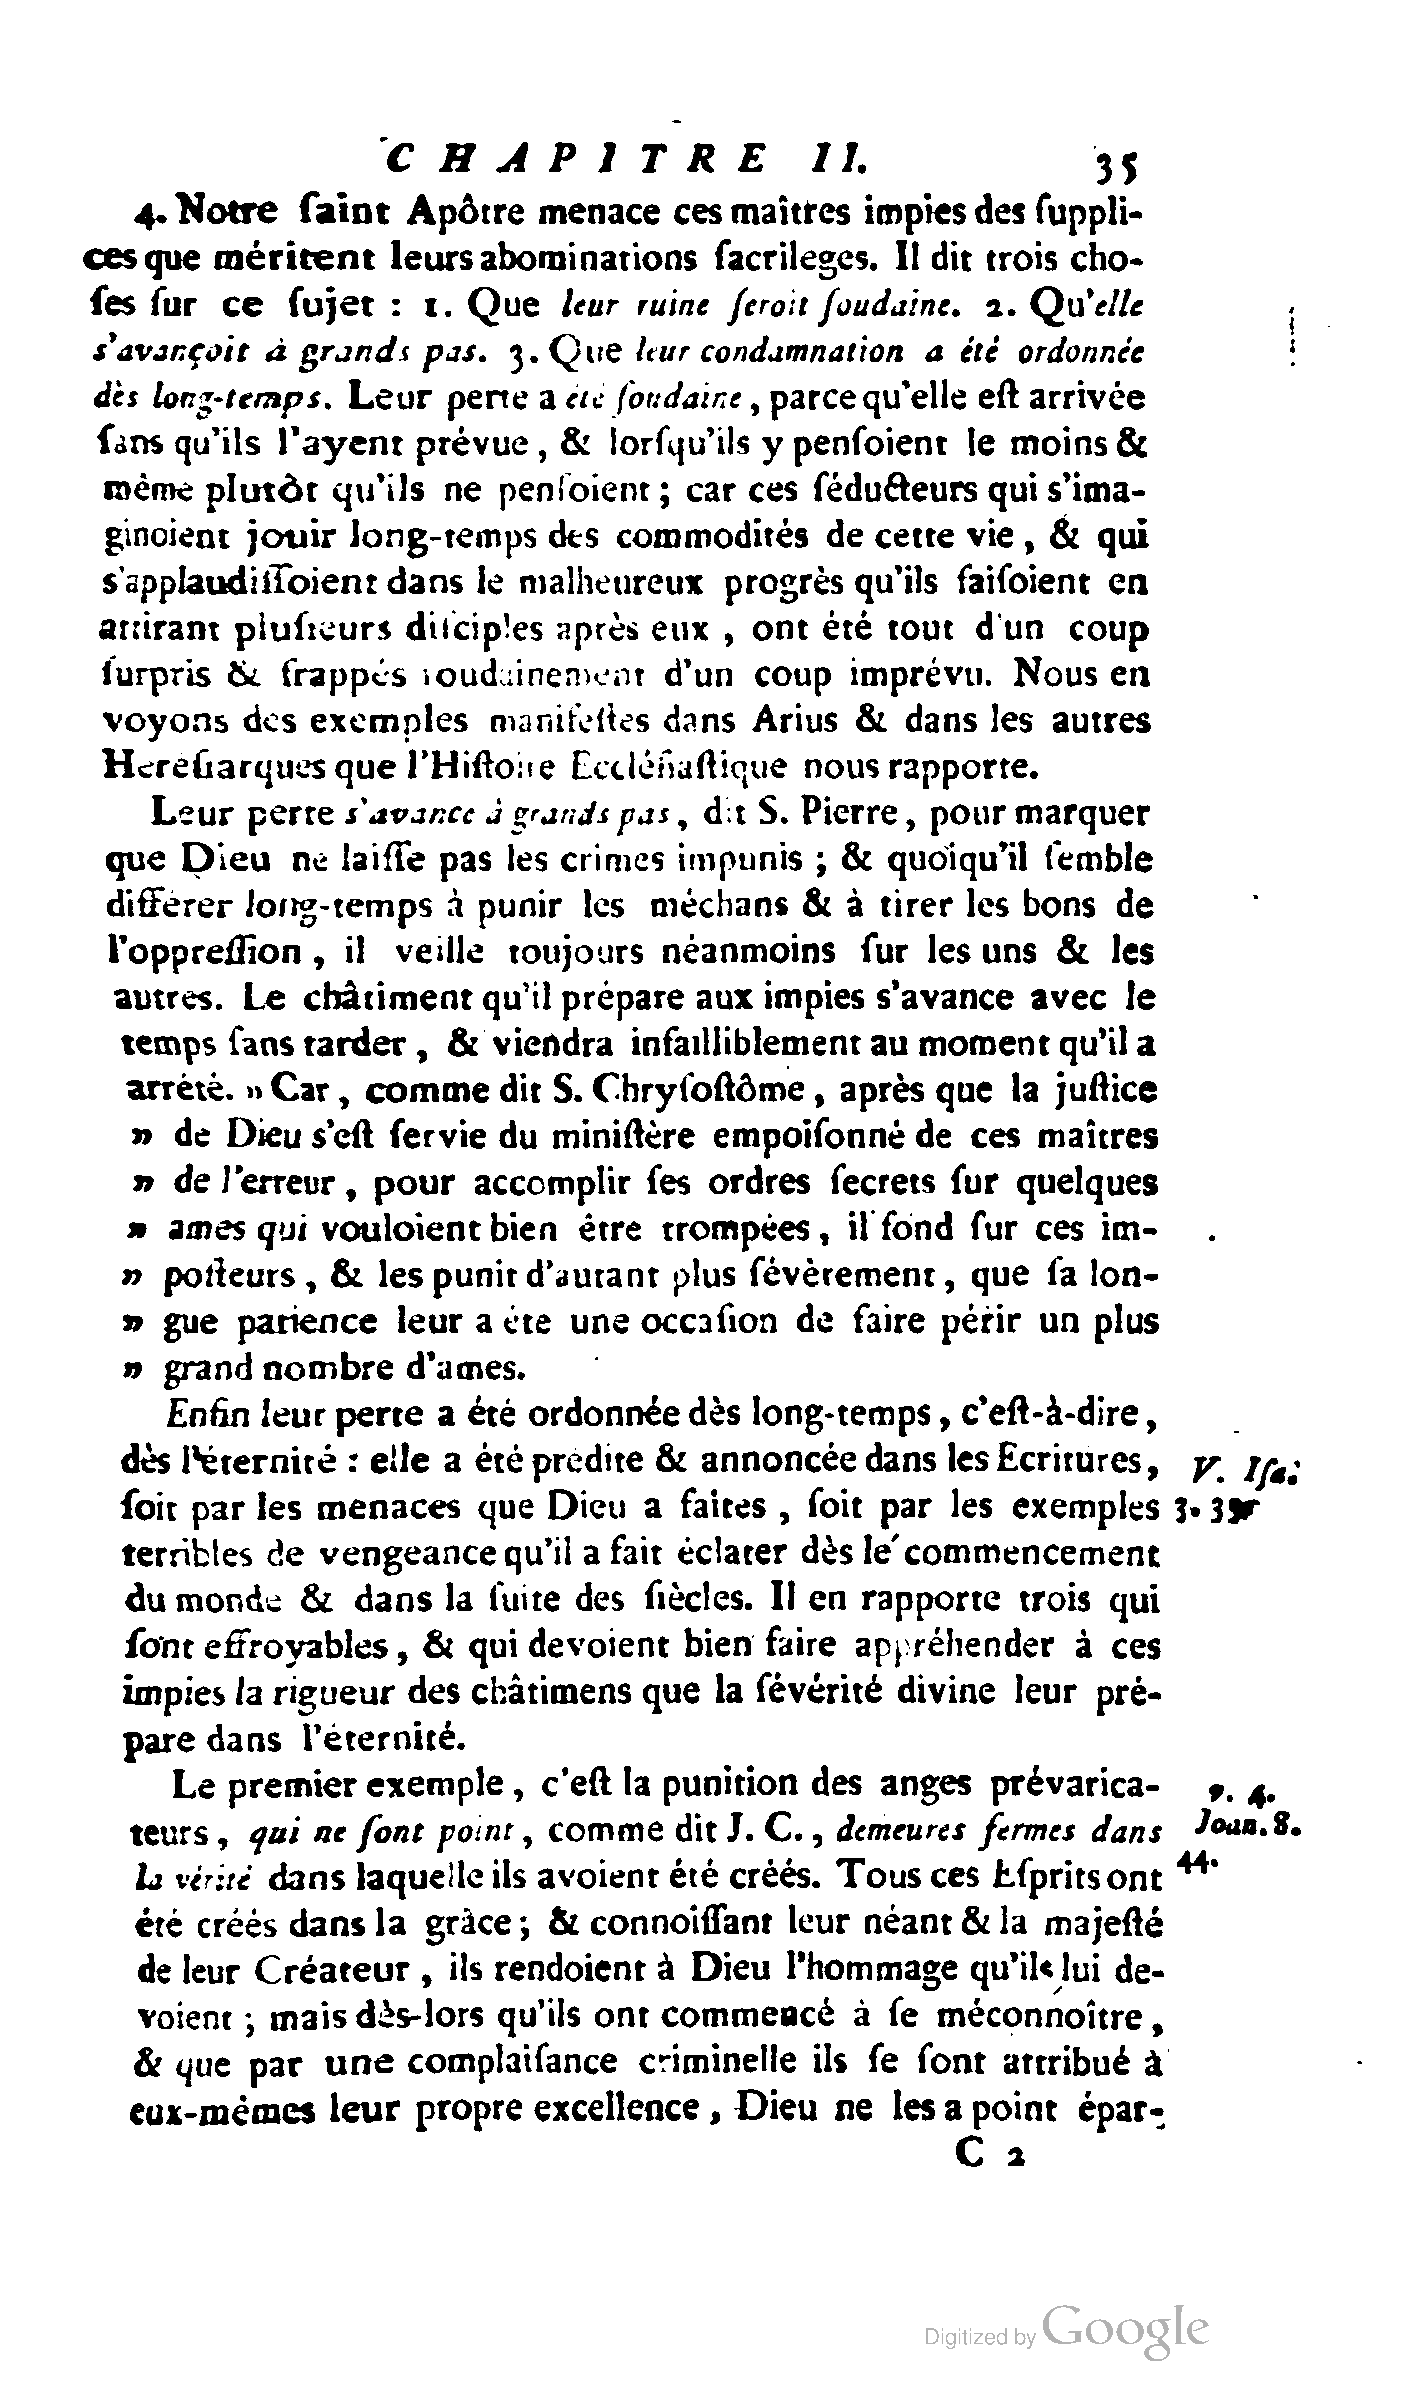 CHAPITRE II. 35
4. Notre ſaint Apôtre menace ces maîtres impies des ſuppli-
ces que méritent leurs abominations ſacrileges. Il dit trois cho-
ſes ſur ce ſujet : 1. Que leur ruine ſeroit ſoudaine. 2. Qu'elle
s'avançoit à grands pas. 3. Que leur condamnation a été ordonnée
dès long-temps. Leur perte a été ſoudaine, parce qu'elle eſt arrivée
ſans qu'ils l'ayent prévue, & lorſqu'ils y penſoient le moins &
même plutôt qu'ils ne penſoient; car ces ſéducteurs qui s'ima-
ginoient jouir long-temps des commodités de cette vie, & qui
s'applaudiſſoient dans le malheureux progrès qu'ils faiſoient en
attirant pluſieurs diſciples après eux, ont été tout d'un coup
ſurpris & frappés ſoudainement d'un coup imprévu. Nous en
voyons des exemples manifeſtes dans Arius & dans les autres
Héréſiarques que l'Hiſtoire Eccléſiaſtique nous rapporte.
Leur perte s'avance à grands pas, dit S. Pierre, pour marquer
que Dieu ne laiſſe pas les crimes impunis ; & quoiqu'il ſemble
différer long-temps à punir les méchans & à tirer les bons de
l'oppreſſion, il veille toujours néanmoins ſur les uns & les
autres. Le châtiment qu'il prépare aux impies s'avance avec le
temps ſans tarder, & viendra infailliblement au moment qu'il a
arrêté. » Car, comme dit S. Chryſoſtôme, après que la juſtice
» de Dieu s'eſt ſervie du miniſtère empoiſonné de ces maîtres
» de l'erreur, pour accomplir ſes ordres ſecrets ſur quelques
» ames qui vouloient bien être trompées, il fond ſur ces im-
» poſteurs, & les punit d'autant plus ſévèrement, que ſa lon-
» gue patience leur a été une occaſion de faire périr un plus
» grand nombre d'ames.
Enfin leur perte a été ordonnée dès long-temps, c'eſt-à-dire,
dès l'éternité : elle a été prédite & annoncée dans les Ecritures, V. Iſa.
ſoit par les menaces que Dieu a faites, ſoit par les exemples 3.
terribles de vengeance qu'il a fait éclater dès le commencement
du monde & dans la ſuite des ſiècles. Il en rapporte trois qui
ſont effroyables, & qui devoient bien faire appréhender à ces
impies la rigueur des châtimens que la ſévérité divine leur pré-
pare dans l'éternité.
Le premier exemple, c'eſt la punition des anges prévarica- v. 4.
teurs, qui ne ſont point, comme dit J. C., demeurés fermes dans Joan. 8.
la vérité dans laquelle ils avoient été créés. Tous ces Eſprits ont 44.
été créés dans la grâce; & connoiſſant leur néant & la majeſté
de leur Créateur, ils rendoient à Dieu l'hommage qu'ils lui de-
voient ; mais dès-lors qu'ils ont commencé à ſe méconnoître,
& que par une complaiſance criminelle ils ſe ſont attribué à
eux-mêmes leur propre excellence, Dieu ne les a point épar-
C 2
Digitized by Google